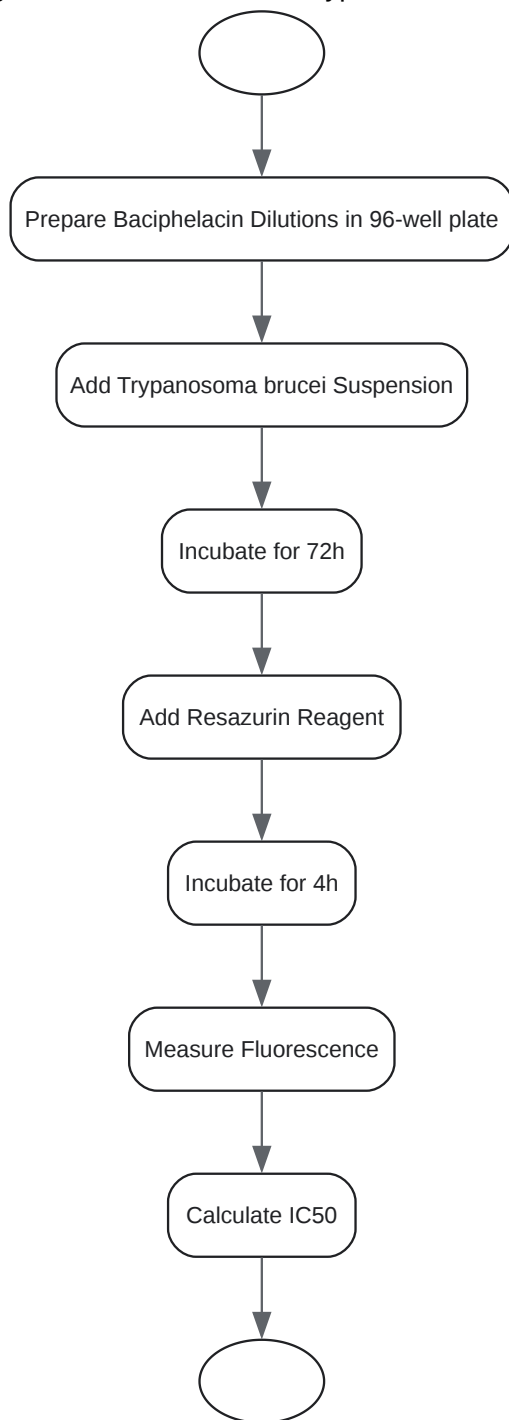 Prepare Baciphelacin Dilutions in 96-well plate
Add Trypanosoma brucei Suspension
Incubate for 72h
Add Resazurin Reagent
Incubate for 4h
Measure Fluorescence
Calculate IC50